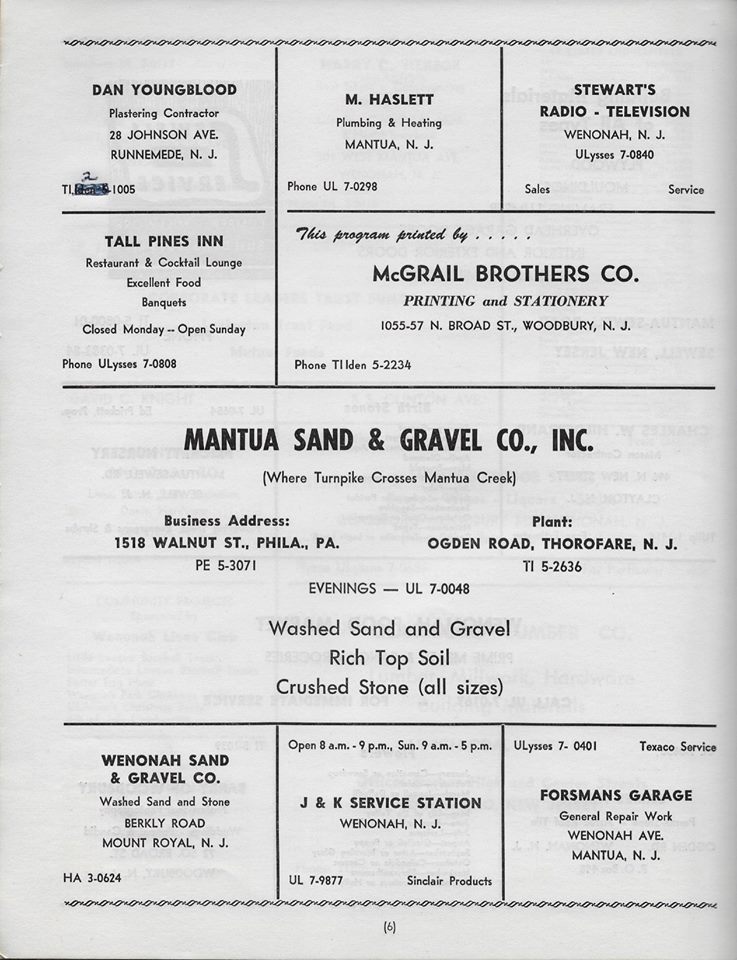 DAN YOUNGBLOOD
Plastering Contractor
28 JOHNSON AVE.
RUNNEMEDE, N. J.
2
TI. 1005
M. HASLETT
Plumbing & Heating
MANTUA, N. J.
Phone UL 7-0298
STEWART'S
RADIO - TELEVISION
WENONAH, N. J.
ULysses 7-0840
Sales Service
TALL PINES INN
Restaurant & Cocktail Lounge
Excellent Food
Banquets
Closed Monday -- Open Sunday
Phone ULysses 7-0808
This program printed by . . . . .
McGRAIL BROTHERS CO.
PRINTING and STATIONERY
1055-57 N. BROAD ST., WOODBURY, N. J.
Phone TIlden 5-2234
MANTUA SAND & GRAVEL CO., INC.
(Where Turnpike Crosses Mantua Creek)
Business Address:
1518 WALNUT ST., PHILA., PA.
PE 5-3071
Plant:
OGDEN ROAD, THOROFARE, N. J.
TI 5-2636
EVENINGS — UL 7-0048
Washed Sand and Gravel
Rich Top Soil
Crushed Stone (all sizes)
WENONAH SAND
& GRAVEL CO.
Washed Sand and Stone
BERKLY ROAD
MOUNT ROYAL, N. J.
HA 3-0624
Open 8 a.m. - 9 p.m., Sun. 9 a.m. - 5 p.m.
J & K SERVICE STATION
WENONAH, N. J.
UL 7-9877 Sinclair Products
ULysses 7- 0401 Texaco Service
FORSMANS GARAGE
General Repair Work
WENONAH AVE.
MANTUA, N. J.
(6)